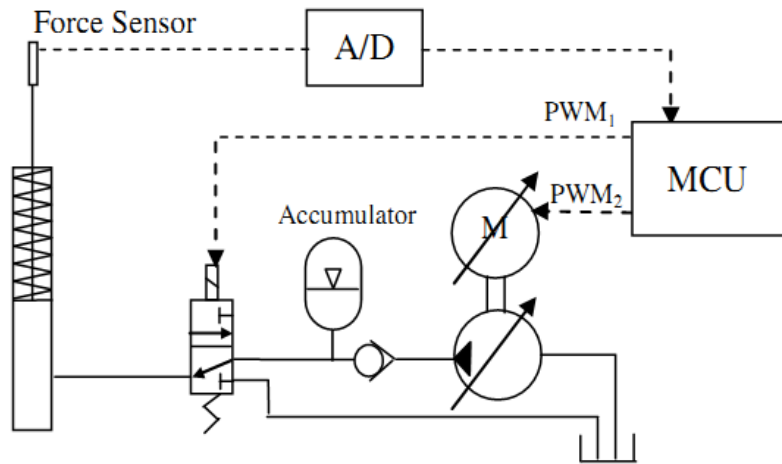 Force Sensor
A/D
PWM₁
MCU
PWM₂
M
Accumulator